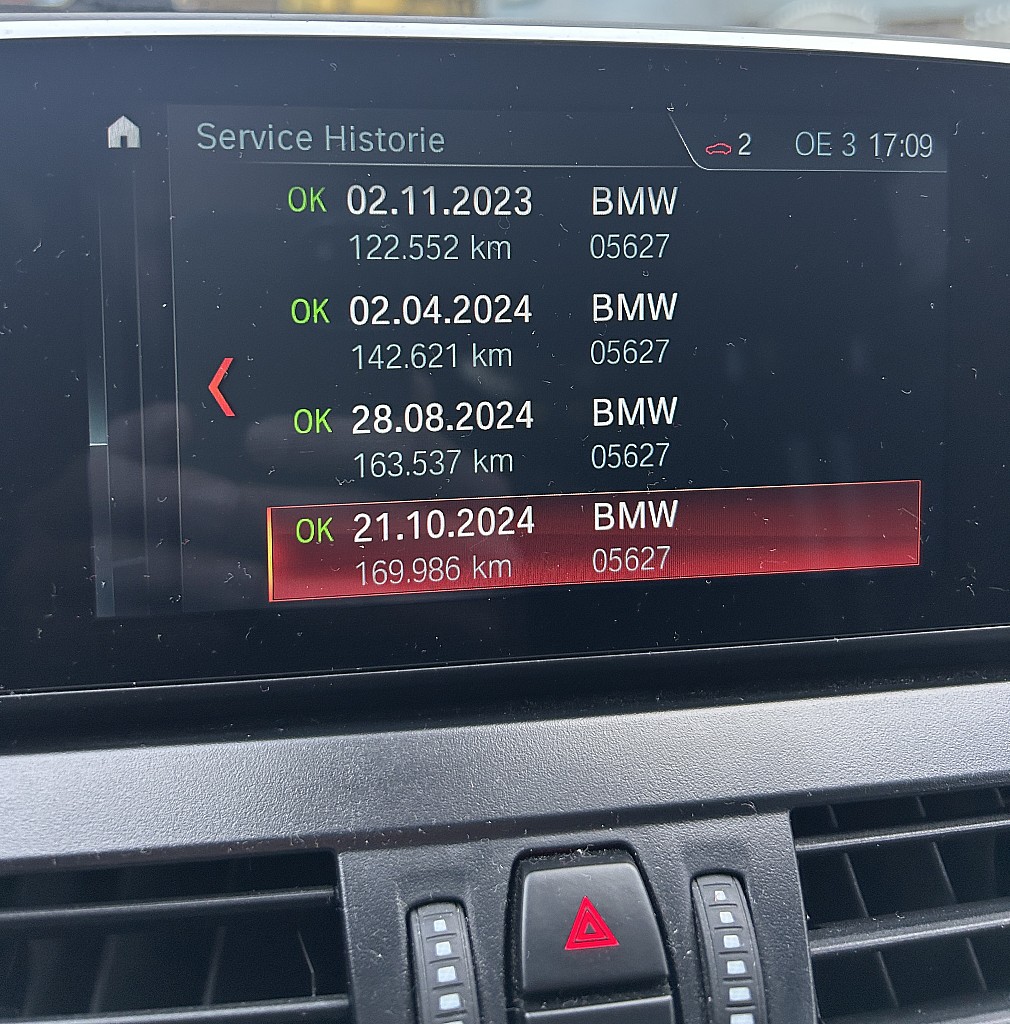 Service Historie 2 OE 3 17:09
OK 02.11.2023 BMW
122.552 km 05627
OK 02.04.2024 BMW
142.621 km 05627
OK 28.08.2024 BMW
163.537 km 05627
OK 21.10.2024 BMW
169.986 km 05627